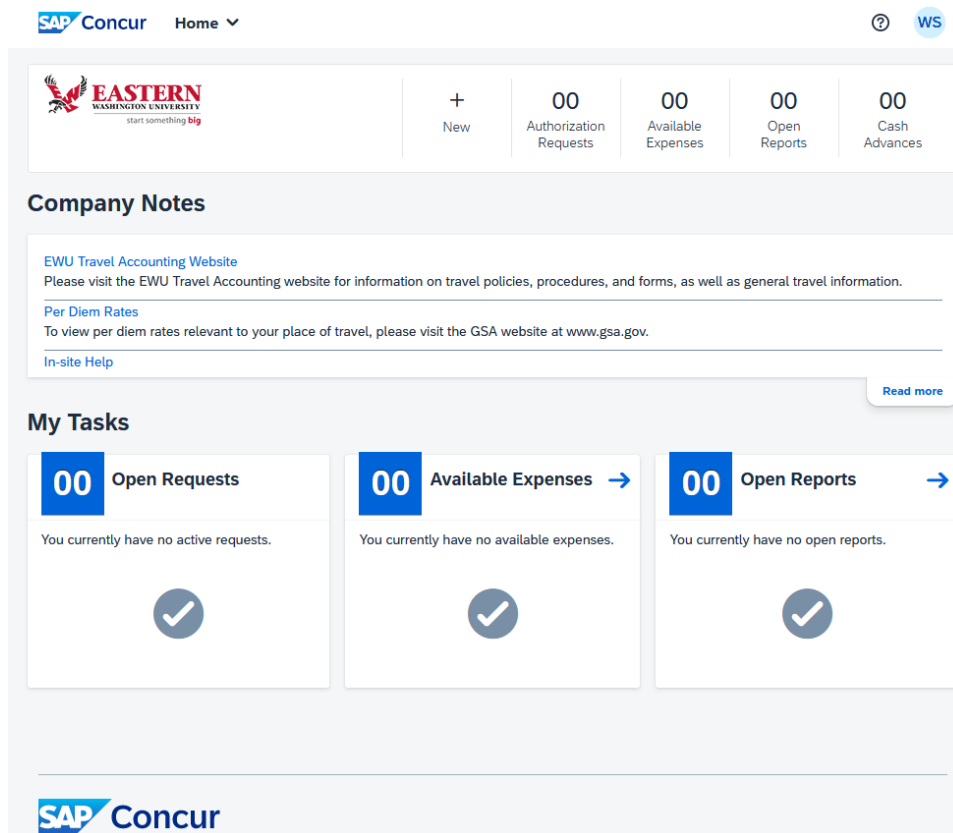 SAP Concur
Home
WS
EASTERN
WASHINGTON UNIVERSITY
start something big
+
New
00
Authorization
Requests
00
Available
Expenses
00
Open
Reports
00
Cash
Advances
Company Notes
EWU Travel Accounting Website
Please visit the EWU Travel Accounting website for information on travel policies, procedures, and forms, as well as general travel information.
Per Diem Rates
To view per diem rates relevant to your place of travel, please visit the GSA website at www.gsa.gov.
In-site Help
Read more
My Tasks
00 Open Requests
You currently have no active requests.
00 Available Expenses
You currently have no available expenses.
00 Open Reports
You currently have no open reports.
SAP Concur